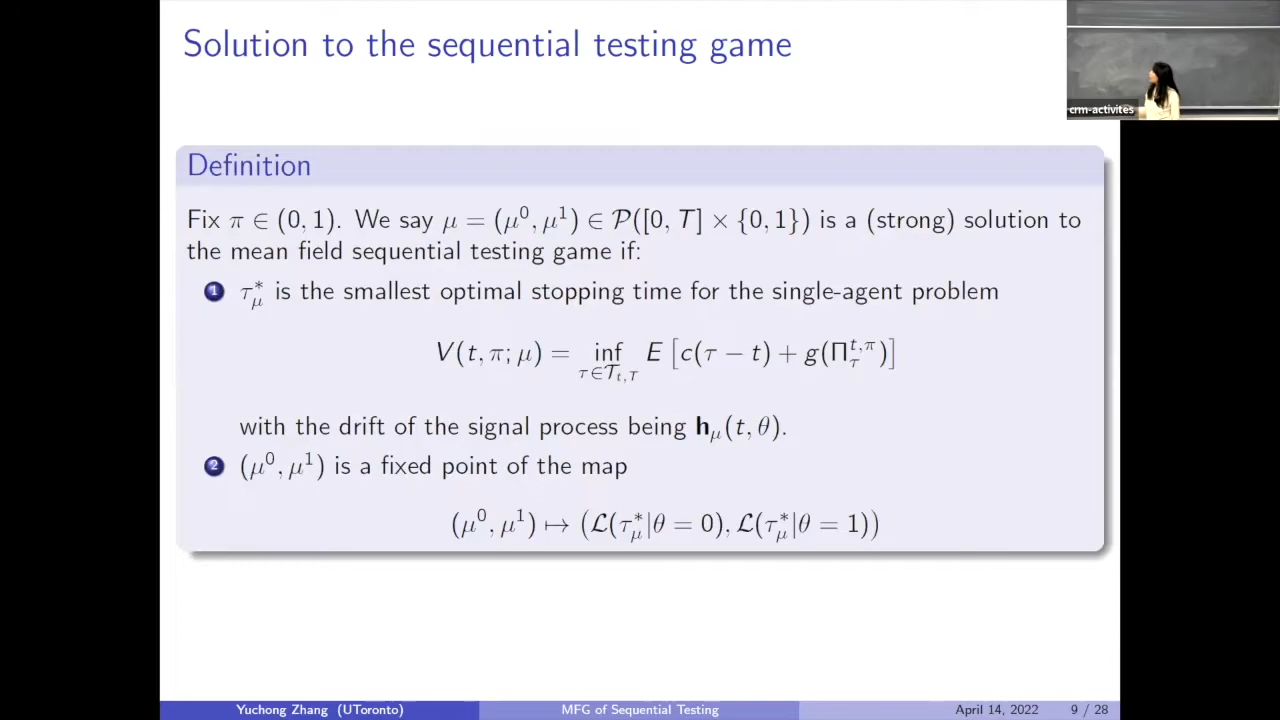 Solution to the sequential testing game
crm-activites
Definition
Fix π ∈ (0, 1). We say μ = (μ⁰, μ¹) ∈ 𝒫([0, T] × {0, 1}) is a (strong) solution to
the mean field sequential testing game if:
1 τ*_μ is the smallest optimal stopping time for the single-agent problem
V(t, π; μ) = inf_{τ∈𝒯_{t,T}} E [c(τ − t) + g(Π_τ^{t,π})]
with the drift of the signal process being 𝐡_μ(t, θ).
2 (μ⁰, μ¹) is a fixed point of the map
(μ⁰, μ¹) ↦ (ℒ(τ*_μ|θ = 0), ℒ(τ*_μ|θ = 1))
Yuchong Zhang (UToronto) MFG of Sequential Testing April 14, 2022 9 / 28